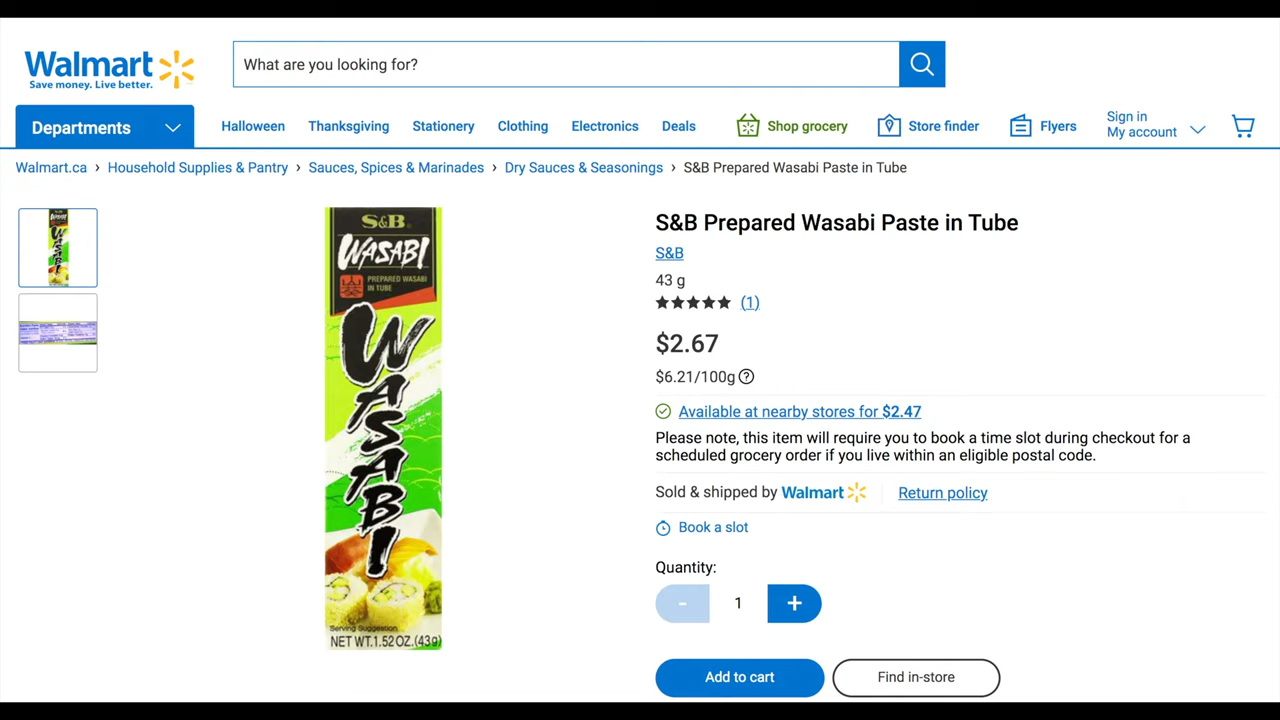 Walmart
Save money. Live better.
What are you looking for?
Departments
Halloween
Thanksgiving
Stationery
Clothing
Electronics
Deals
Shop grocery
Store finder
Flyers
Sign in
My account
Walmart.ca › Household Supplies & Pantry › Sauces, Spices & Marinades › Dry Sauces & Seasonings › S&B Prepared Wasabi Paste in Tube
S&B
WASABI
PREPARED WASABI
IN TUBE
WASABI
Serving Suggestion
NET WT.1.52 OZ.(43g)
S&B Prepared Wasabi Paste in Tube
S&B
43 g
(1)
$2.67
$6.21/100g
Available at nearby stores for $2.47
Please note, this item will require you to book a time slot during checkout for a
scheduled grocery order if you live within an eligible postal code.
Sold & shipped by Walmart
Return policy
Book a slot
Quantity:
- 1 +
Add to cart
Find in-store